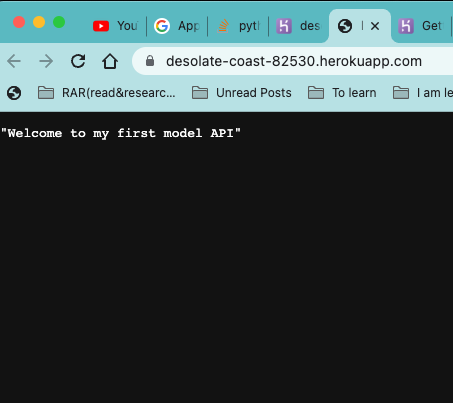 You App pytl des Get
desolate-coast-82530.herokuapp.com
RAR(read&researc... Unread Posts To learn I am le
"Welcome to my first model API"